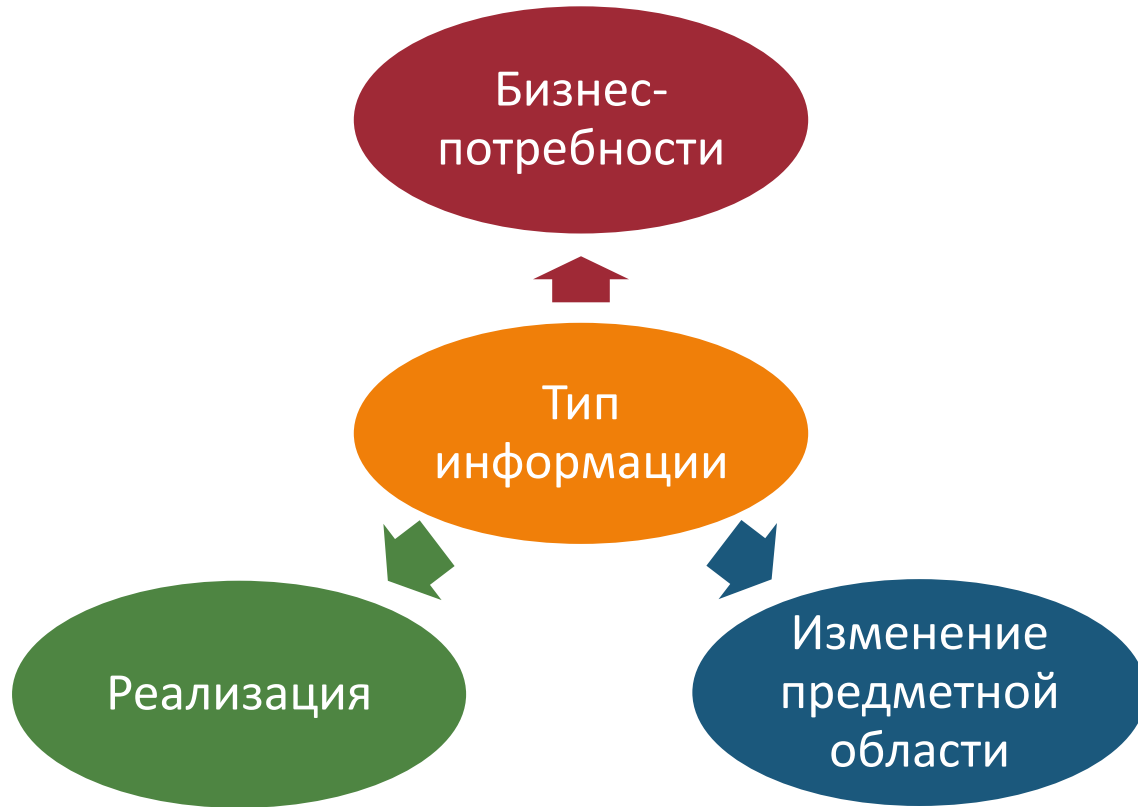 Бизнес-
потребности
Тип
информации
Реализация
Изменение
предметной
области